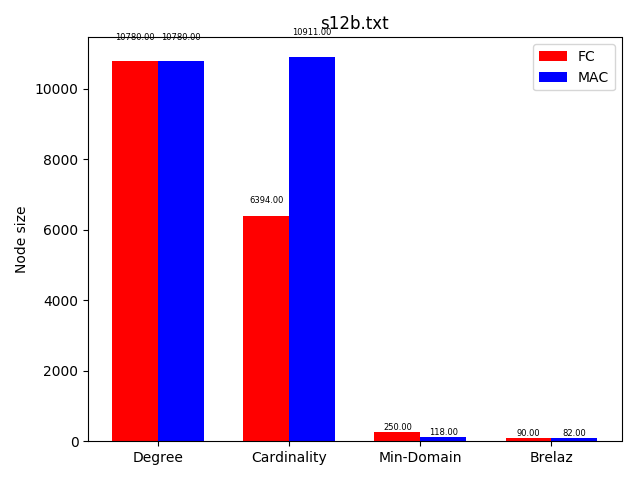 s12b.txt
10780.00 10780.00
10911.00
6394.00
250.00
118.00
90.00
82.00
FC
MAC
Node size
10000
8000
6000
4000
2000
0
Degree Cardinality Min-Domain Brelaz